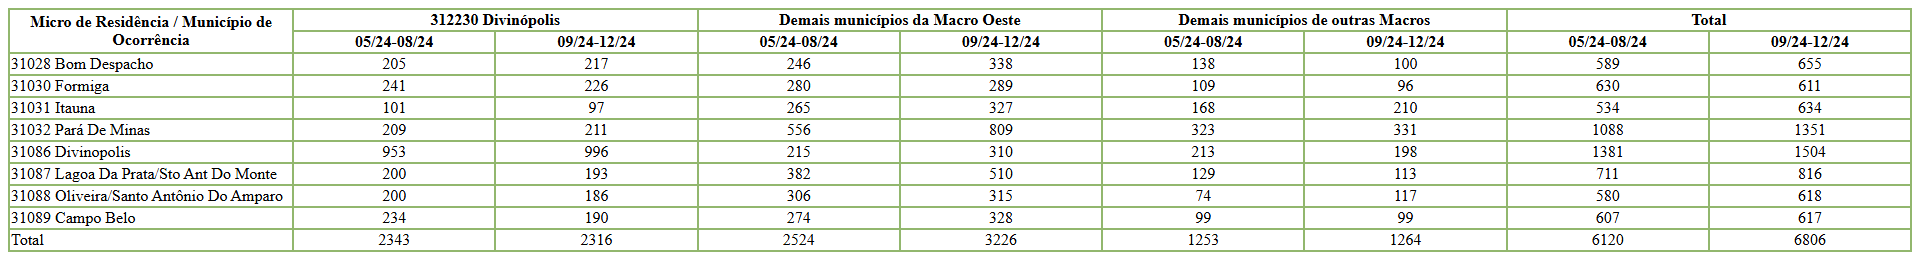 Micro de Residência / Município de Ocorrência 312230 Divinópolis Demais municípios da Macro Oeste Demais municípios de outras Macros Total
05/24-08/24 09/24-12/24 05/24-08/24 09/24-12/24 05/24-08/24 09/24-12/24 05/24-08/24 09/24-12/24
31028 Bom Despacho 205 217 246 338 138 100 589 655
31030 Formiga 241 226 280 289 109 96 630 611
31031 Itauna 101 97 265 327 168 210 534 634
31032 Pará De Minas 209 211 556 809 323 331 1088 1351
31086 Divinopolis 953 996 215 310 213 198 1381 1504
31087 Lagoa Da Prata/Sto Ant Do Monte 200 193 382 510 129 113 711 816
31088 Oliveira/Santo Antônio Do Amparo 200 186 306 315 74 117 580 618
31089 Campo Belo 234 190 274 328 99 99 607 617
Total 2343 2316 2524 3226 1253 1264 6120 6806